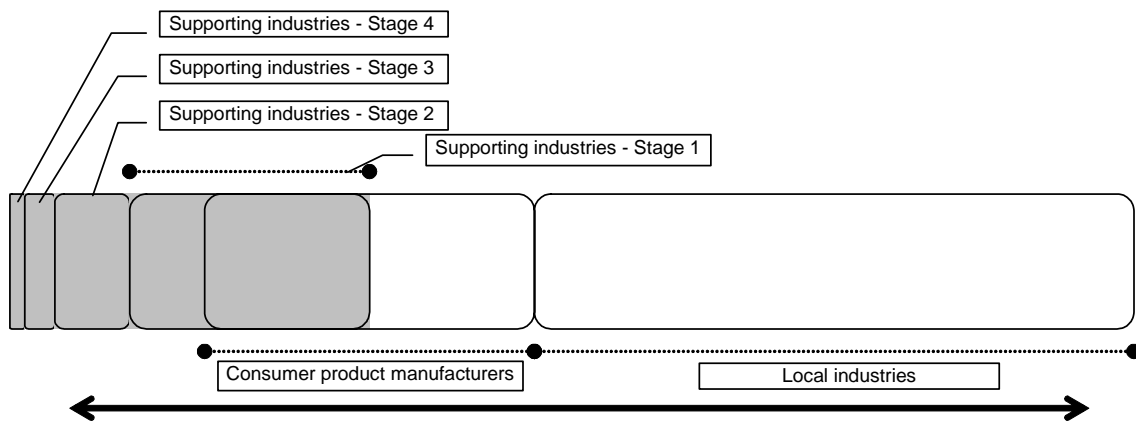 Supporting industries - Stage 4
Supporting industries - Stage 3
Supporting industries - Stage 2
Supporting industries - Stage 1
Consumer product manufacturers
Local industries